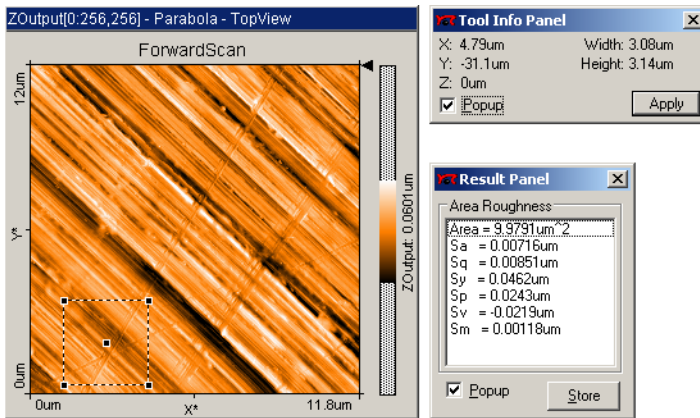 ZOutput[0:256,256] - Parabola - TopView
ForwardScan
12um
Y*
0um
0um
X*
11.8um
ZOutput: 0.0601um
Tool Info Panel
X: 4.79um Width: 3.08um
Y: -31.1um Height: 3.14um
Z: 0um
Popup
Apply
Result Panel
Area Roughness
Area = 9.9791um^2
Sa = 0.00716um
Sq = 0.00851um
Sy = 0.0462um
Sp = 0.0243um
Sv = -0.0219um
Sm = 0.00118um
Popup
Store